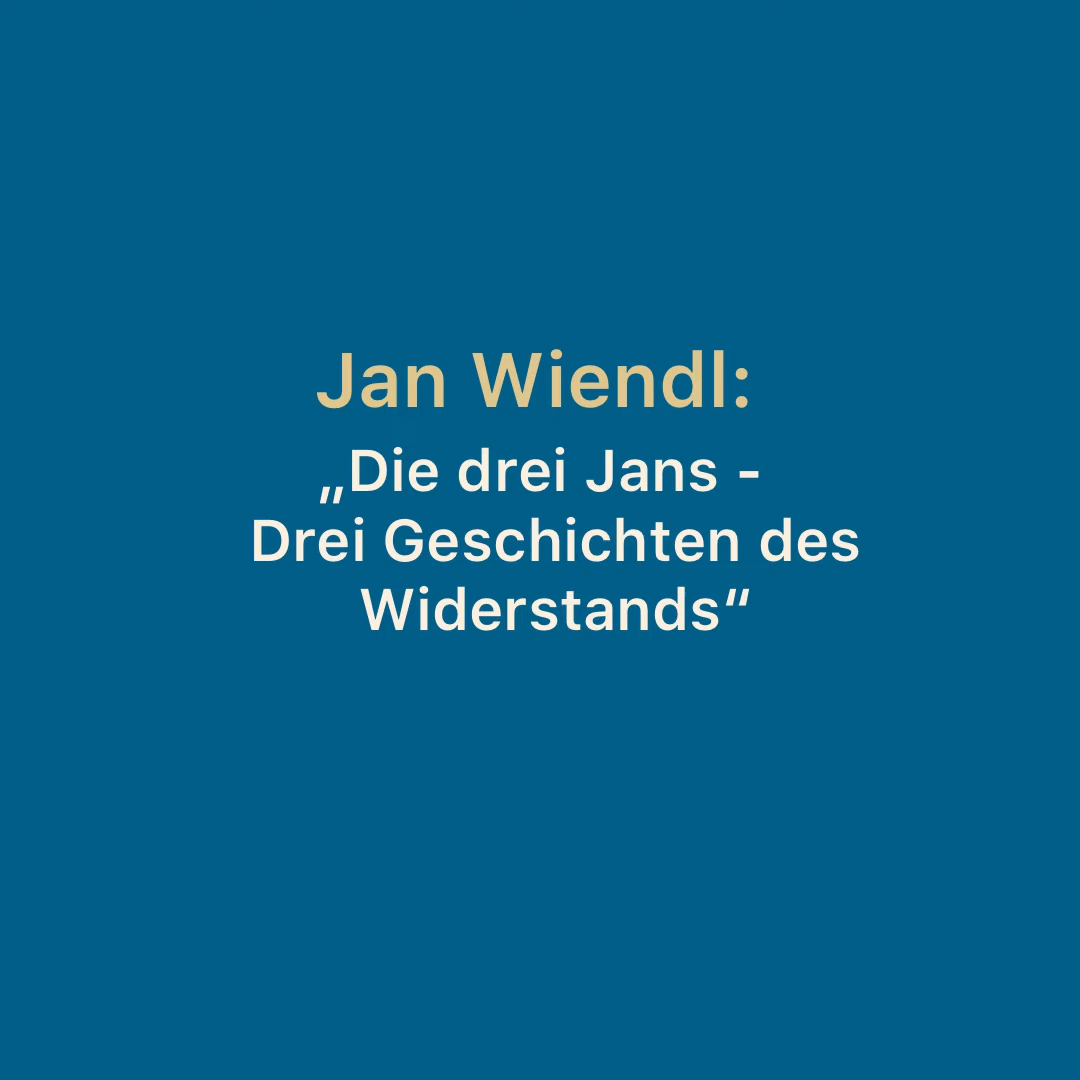 Jan Wiendl:
„Die drei Jans -
Drei Geschichten des
Widerstands“